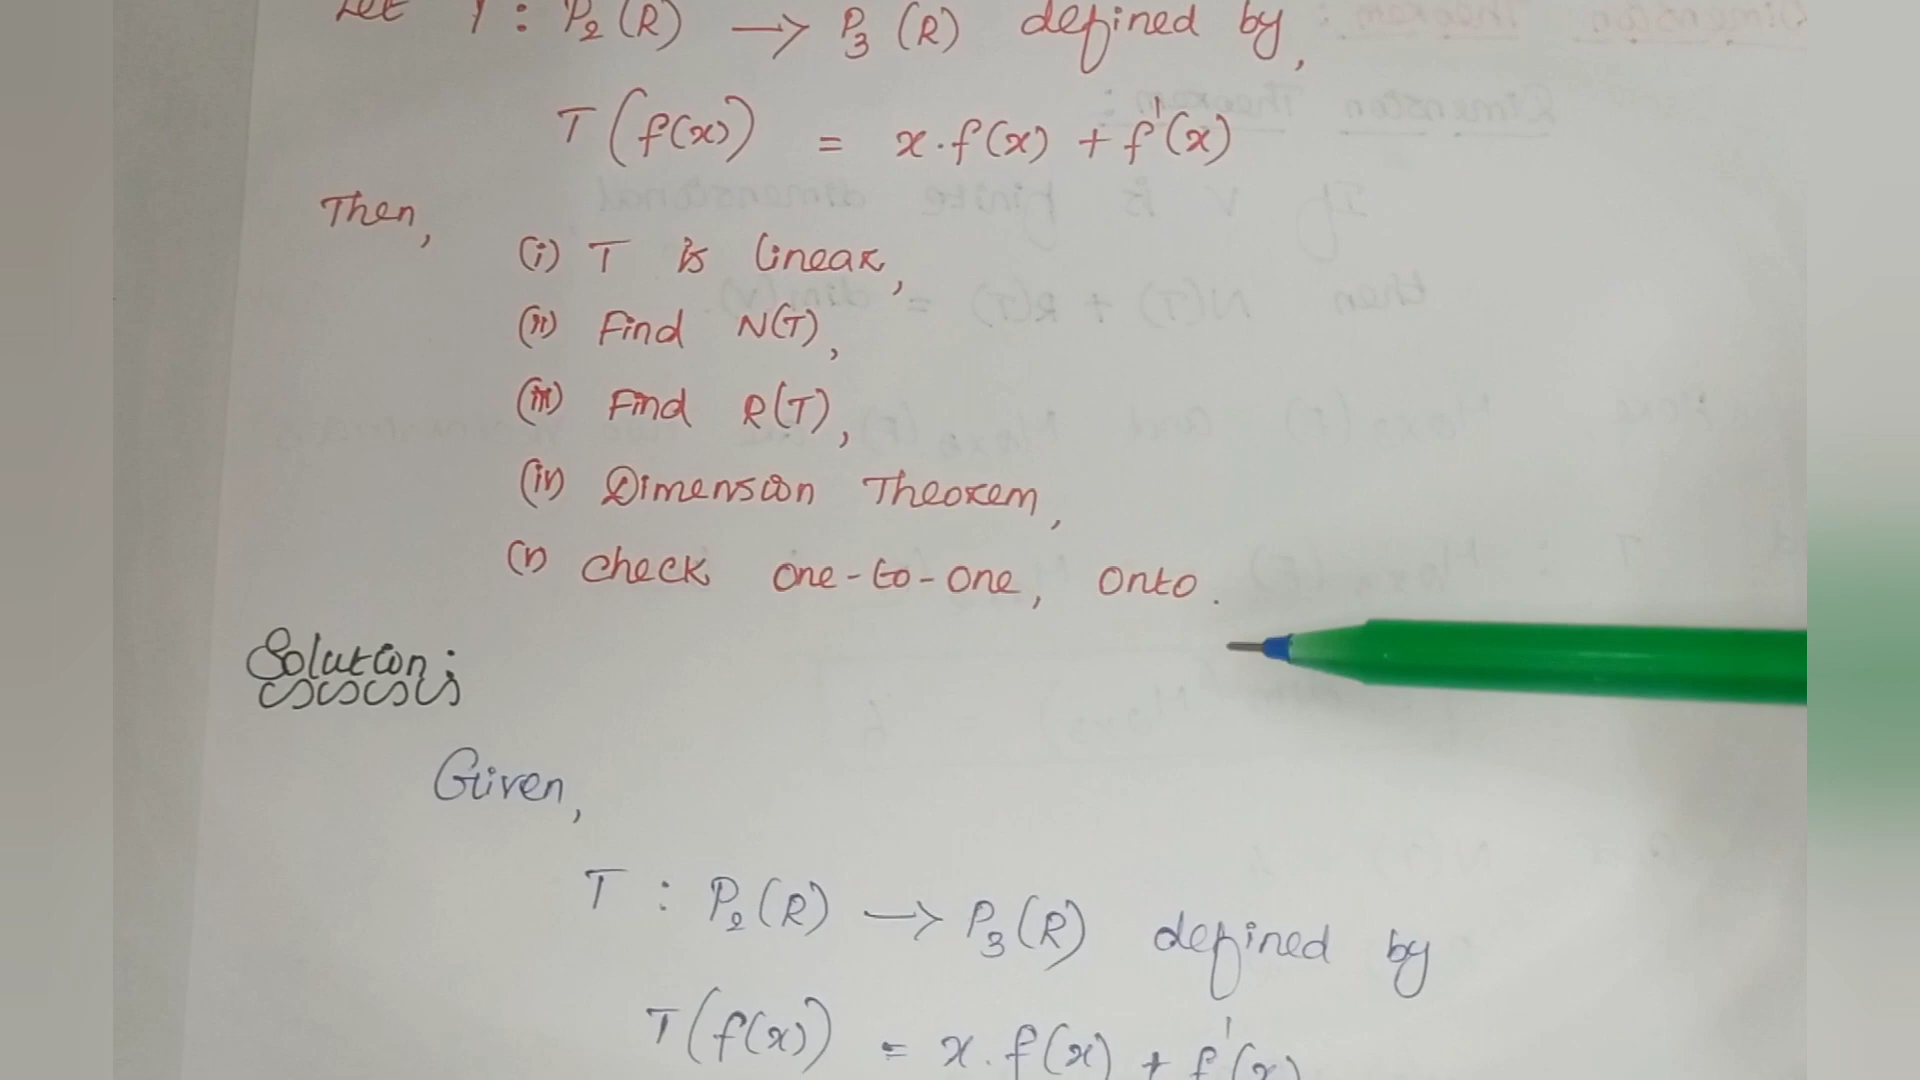 Let T : P₂(R) → P₃(R) defined by,
T(f(x)) = x.f(x) + f'(x)
Then,
(i) T is linear,
(ii) Find N(T),
(iii) Find R(T),
(iv) Dimension Theorem,
(v) check one-to-one, onto.
Solution:
Given,
T : P₂(R) → P₃(R) defined by
T(f(x)) = x.f(x) + f'(x)